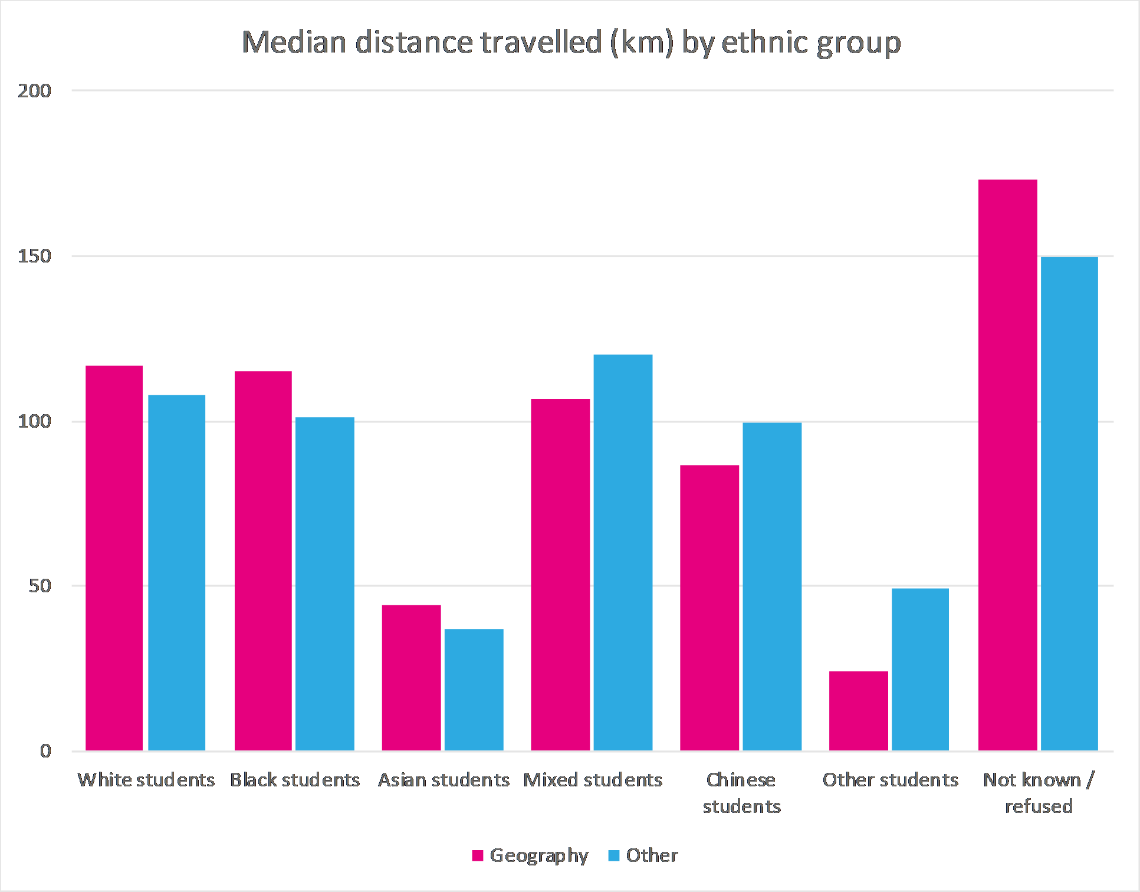 Median distance travelled (km) by ethnic group
200
150
100
50
0
White students
Black students
Asian students
Mixed students
Chinese
students
Other students
Not known /
refused
Geography
Other